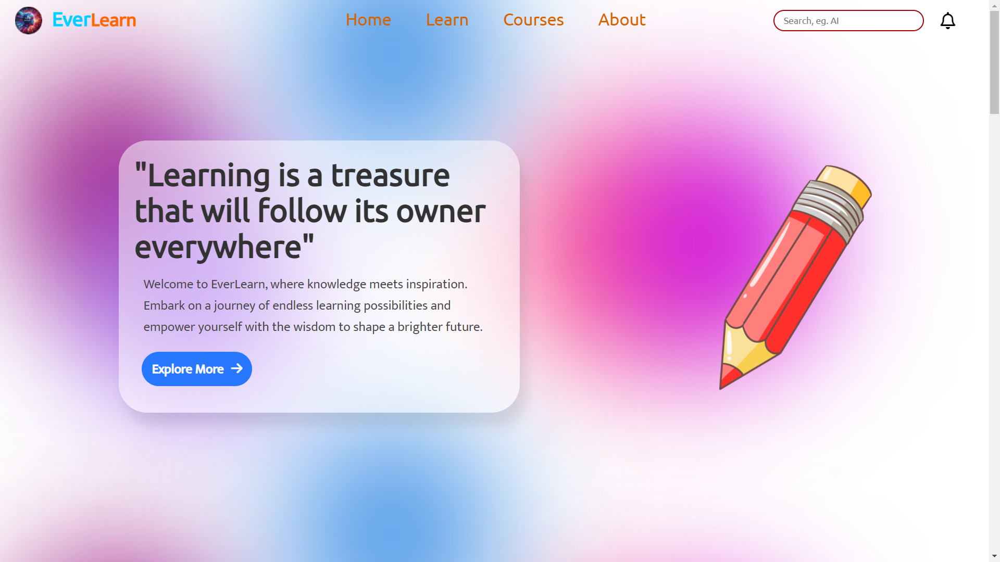 EverLearn
Home
Learn
Courses
About
Search, eg. AI
"Learning is a treasure
that will follow its owner
everywhere"
Welcome to EverLearn, where knowledge meets inspiration.
Embark on a journey of endless learning possibilities and
empower yourself with the wisdom to shape a brighter future.
Explore More